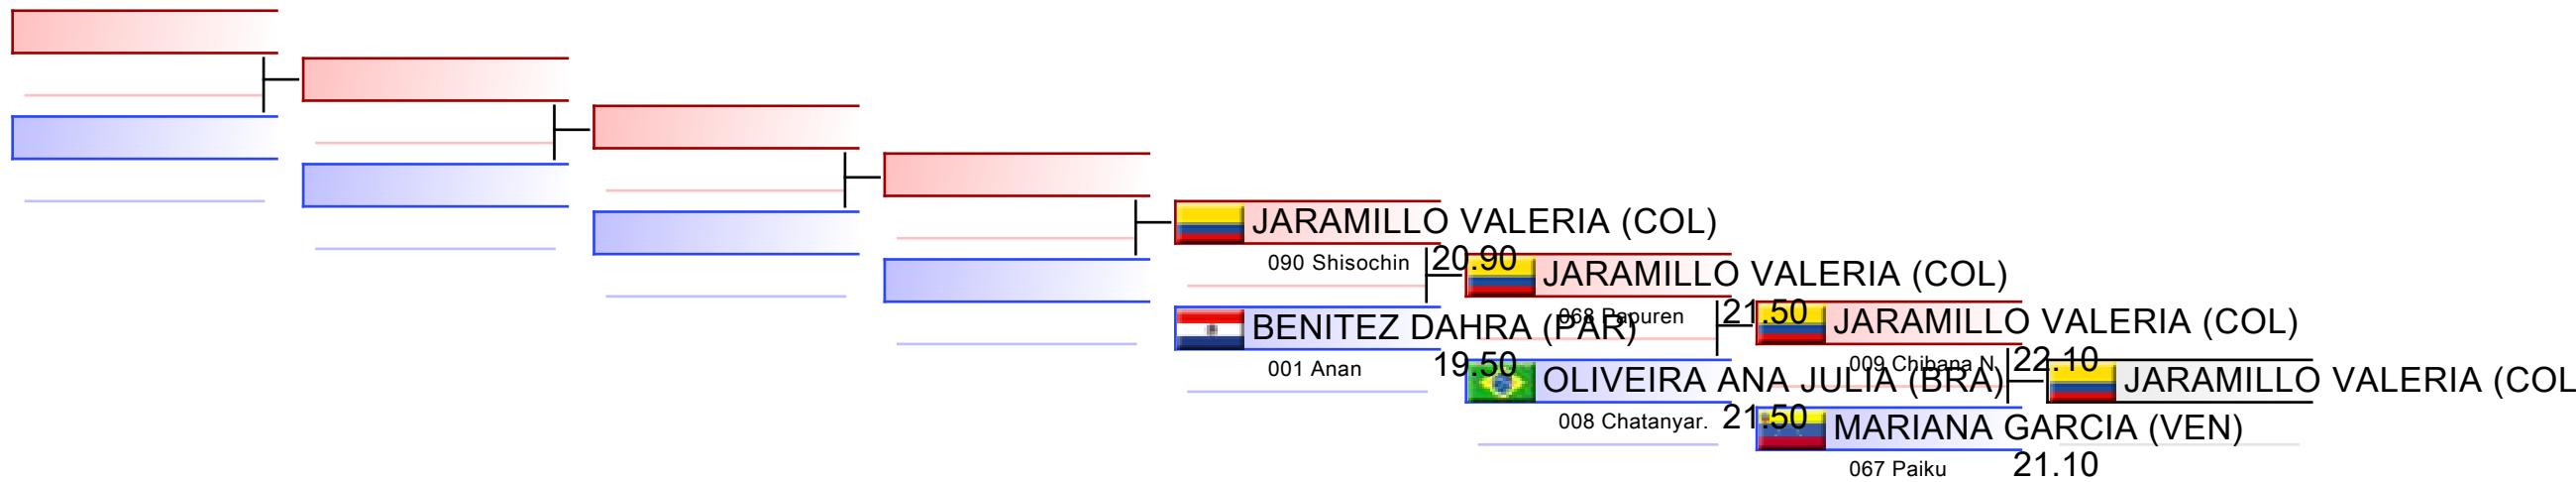 JARAMILLO VALERIA (COL)
090 Shisochin 20.90
BENITEZ DAHRA (PAR)
001 Anan 19.50
JARAMILLO VALERIA (COL)
068 Papuren 21.50
OLIVEIRA ANA JULIA (BRA)
008 Chatanyar. 21.50
JARAMILLO VALERIA (COL)
009 Chibana N. 22.10
MARIANA GARCIA (VEN)
067 Paiku 21.10
JARAMILLO VALERIA (COL